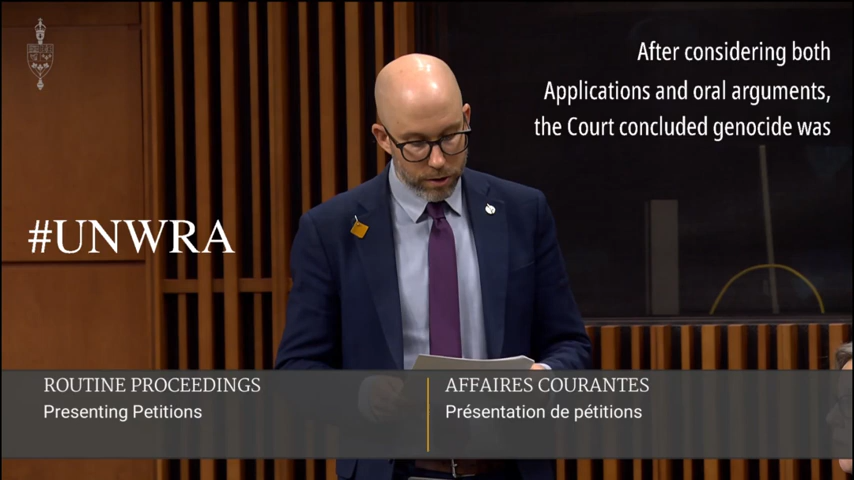 After considering both
Applications and oral arguments,
the Court concluded genocide was
#UNWRA
ROUTINE PROCEEDINGS
Presenting Petitions
AFFAIRES COURANTES
Présentation de pétitions